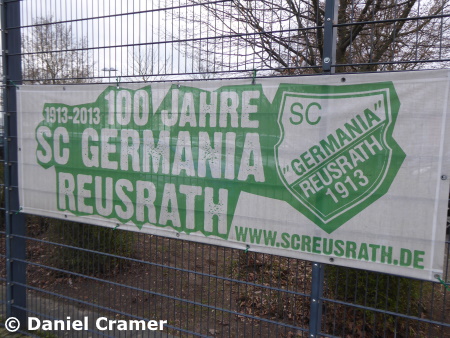 1913-2013 100 JAHRE
SC GERMANIA
REUSRATH
SC
"GERMANIA"
REUSRATH
1913
WWW.SCREUSRATH.DE
© Daniel Cramer